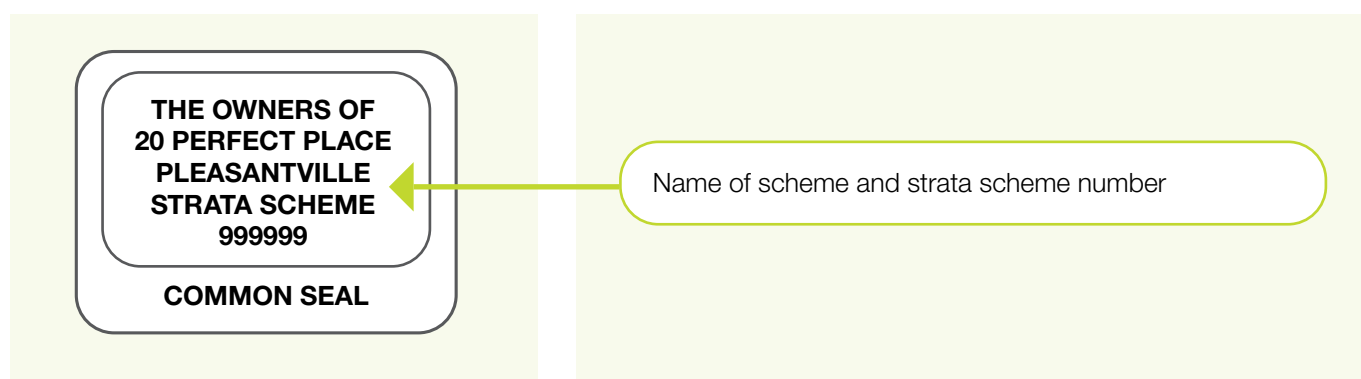 THE OWNERS OF
20 PERFECT PLACE
PLEASANTVILLE
STRATA SCHEME
999999
COMMON SEAL
Name of scheme and strata scheme number